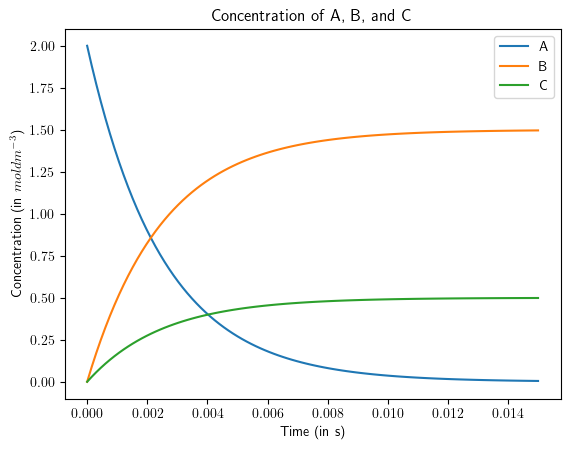 Concentration of A, B, and C
A
B
C
Concentration (in $moldm^{-3}$)
2.00
1.75
1.50
1.25
1.00
0.75
0.50
0.25
0.00
0.000 0.002 0.004 0.006 0.008 0.010 0.012 0.014
Time (in s)